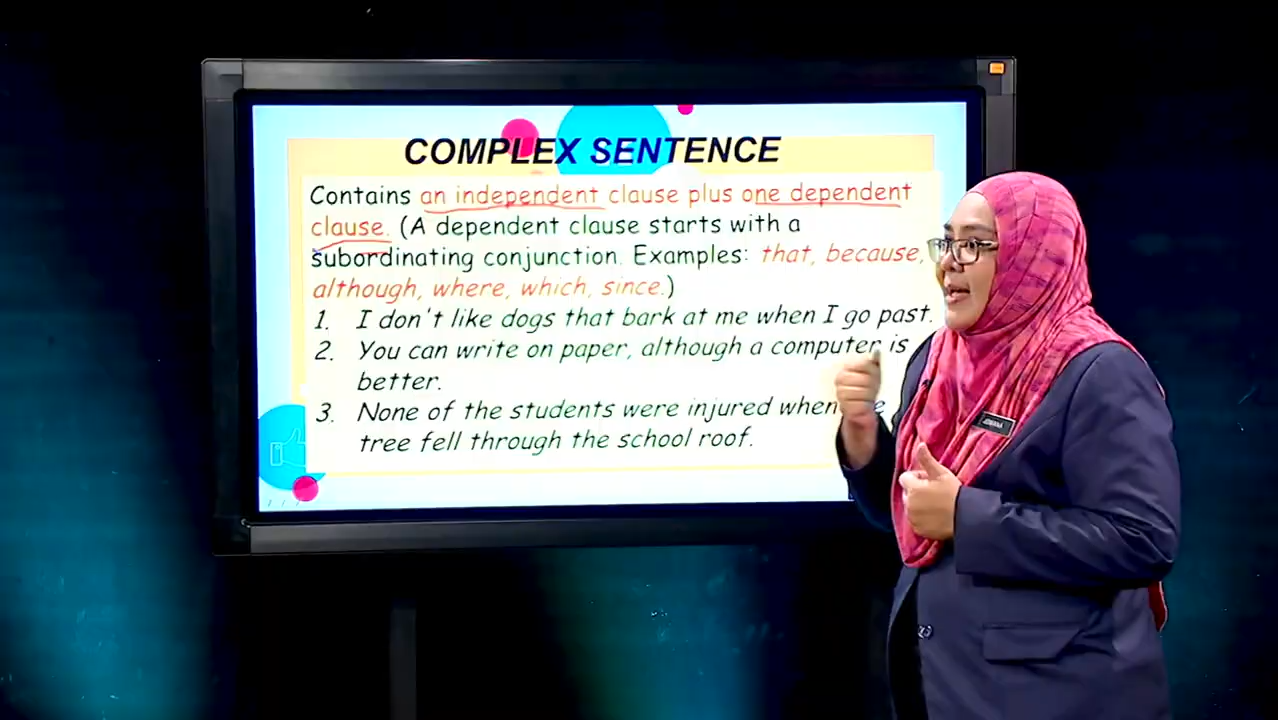 COMPLEX SENTENCE
Contains an independent clause plus one dependent
clause. (A dependent clause starts with a
subordinating conjunction. Examples: that, because,
although, where, which, since.)
1. I don't like dogs that bark at me when I go past.
2. You can write on paper, although a computer is
better.
3. None of the students were injured when
tree fell through the school roof.